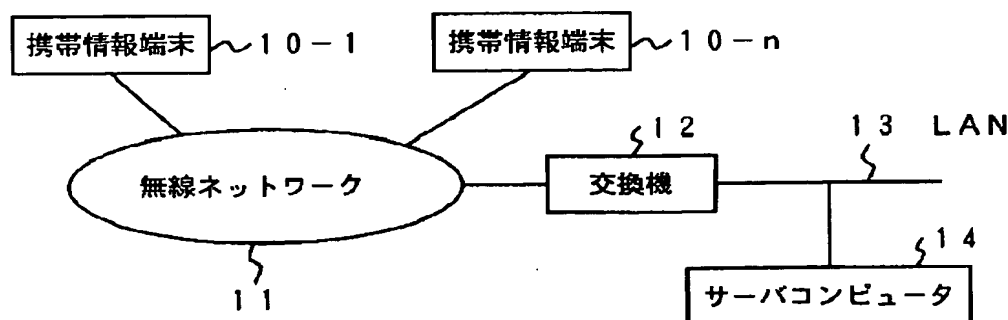 携帯情報端末 10-1
携帯情報端末 10-n
12
13 LAN
無線ネットワーク
交換機
14
11
サーバコンピュータ